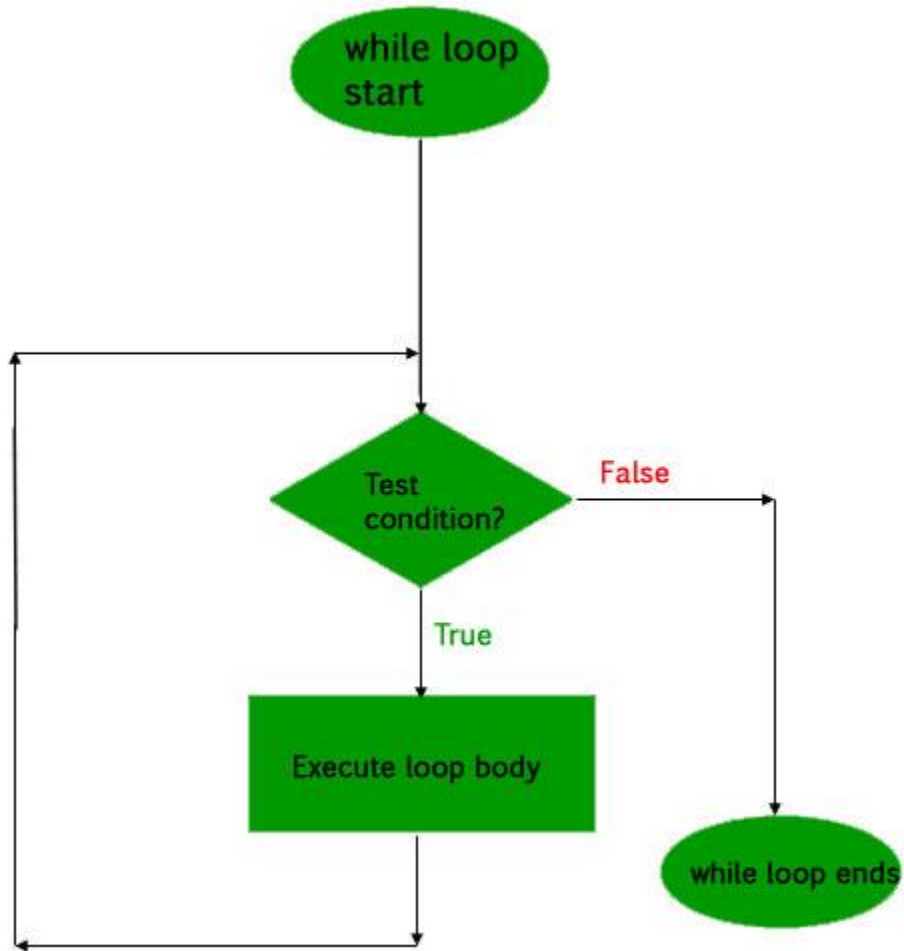 while loop
start
Test
condition?
False
True
Execute loop body
while loop ends